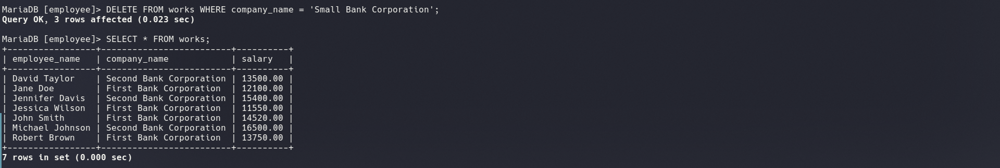 MariaDB [employee]> DELETE FROM works WHERE company_name = 'Small Bank Corporation';
Query OK, 3 rows affected (0.023 sec)

MariaDB [employee]> SELECT * FROM works;
+-----------------+-------------------------+----------+
| employee_name   | company_name            | salary   |
+-----------------+-------------------------+----------+
| David Taylor    | Second Bank Corporation | 13500.00 |
| Jane Doe        | First Bank Corporation  | 12100.00 |
| Jennifer Davis  | Second Bank Corporation | 15400.00 |
| Jessica Wilson  | First Bank Corporation  | 11550.00 |
| John Smith      | First Bank Corporation  | 14520.00 |
| Michael Johnson | Second Bank Corporation | 16500.00 |
| Robert Brown    | First Bank Corporation  | 13750.00 |
+-----------------+-------------------------+----------+
7 rows in set (0.000 sec)